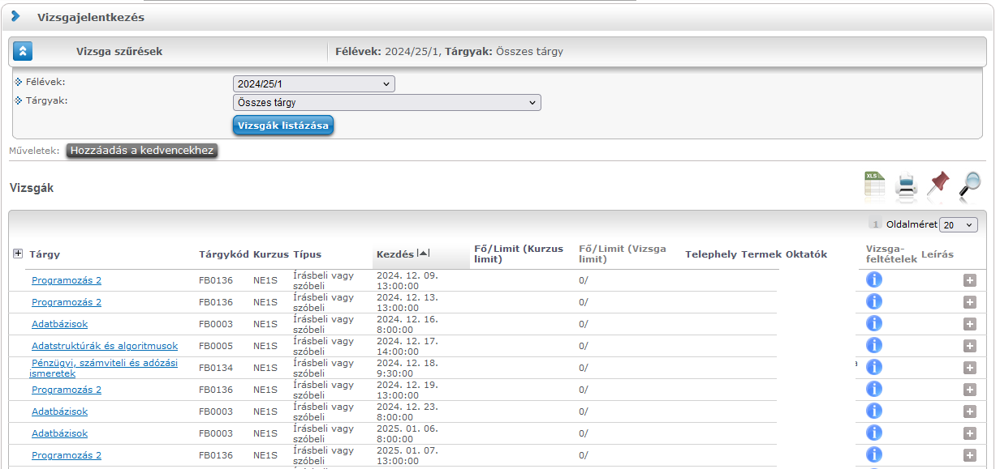 Vizsgajelentkezés
Vizsga szűrések Félévek: 2024/25/1, Tárgyak: Összes tárgy
Félévek: 2024/25/1
Tárgyak: Összes tárgy
Vizsgák listázása
Műveletek: Hozzáadás a kedvencekhez
Vizsgák
XLS
1 Oldalméret 20
Tárgy Tárgykód Kurzus Típus Kezdés Fő/Limit (Kurzus limit) Fő/Limit (Vizsga limit) Telephely Termek Oktatók Vizsga-feltételek Leírás
Programozás 2 FB0136 NE1S Írásbeli vagy szóbeli 2024. 12. 09. 13:00:00 0/
Programozás 2 FB0136 NE1S Írásbeli vagy szóbeli 2024. 12. 13. 13:00:00 0/
Adatbázisok FB0003 NE1S Írásbeli vagy szóbeli 2024. 12. 16. 8:00:00 0/
Adatstruktúrák és algoritmusok FB0005 NE1S Írásbeli vagy szóbeli 2024. 12. 17. 14:00:00 0/
Pénzügyi, számviteli és adózási ismeretek FB0134 NE1S Írásbeli vagy szóbeli 2024. 12. 18. 9:30:00 0/
Programozás 2 FB0136 NE1S Írásbeli vagy szóbeli 2024. 12. 19. 13:00:00 0/
Adatbázisok FB0003 NE1S Írásbeli vagy szóbeli 2024. 12. 23. 8:00:00 0/
Adatbázisok FB0003 NE1S Írásbeli vagy szóbeli 2025. 01. 06. 8:00:00 0/
Programozás 2 FB0136 NE1S Írásbeli vagy szóbeli 2025. 01. 07. 13:00:00 0/